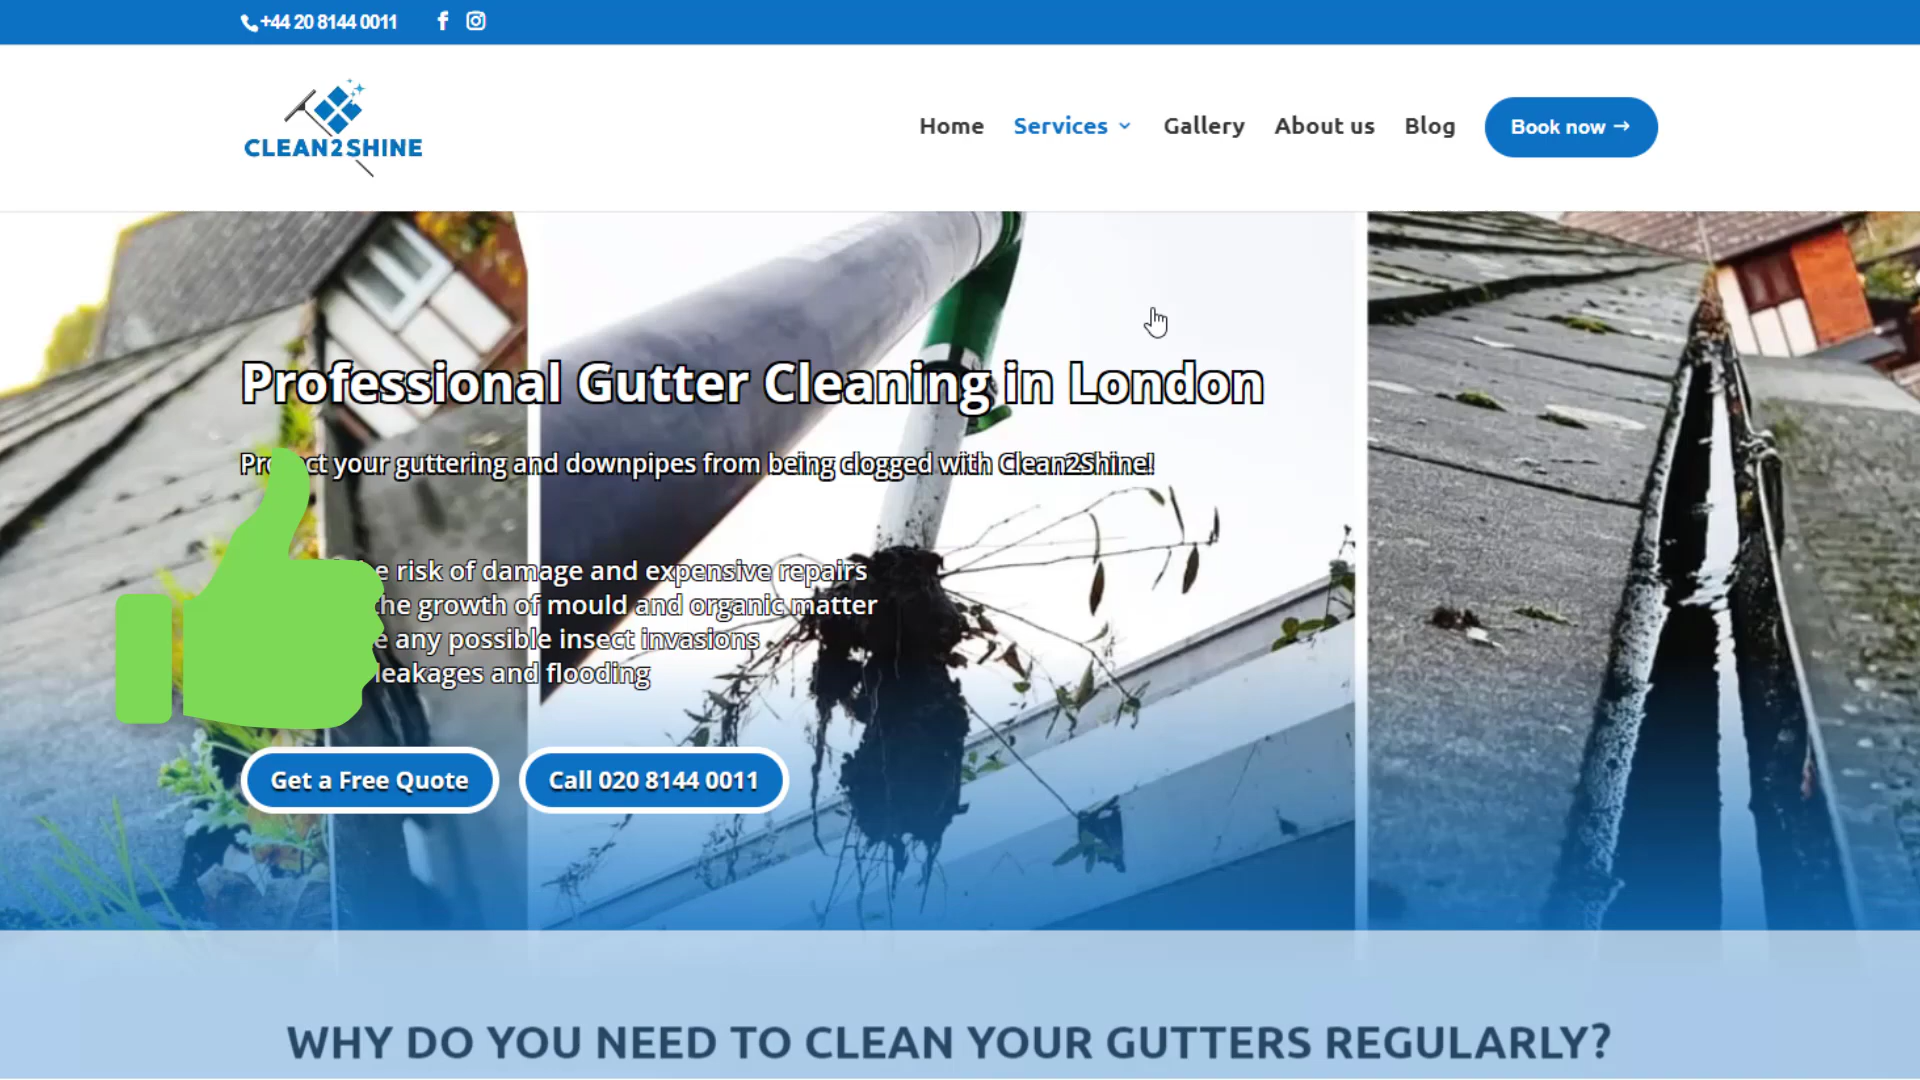 +44 20 8144 0011
CLEAN2SHINE
Home Services Gallery About us Blog Book now →
Professional Gutter Cleaning in London
your guttering and downpipes from being clogged with Clean2Shine!
risk of damage and expensive repairs
growth of mould and organic matter
any possible insect invasions
leakages and flooding
Get a Free Quote Call 020 8144 0011
WHY DO YOU NEED TO CLEAN YOUR GUTTERS REGULARLY?